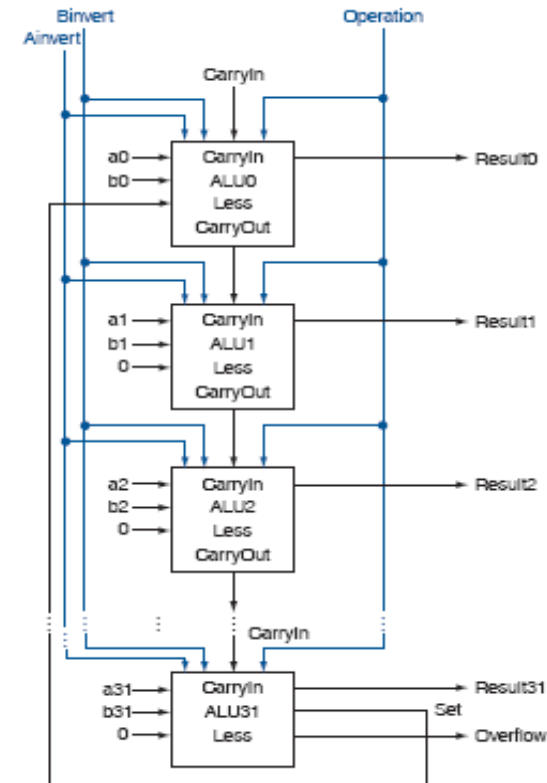 Binvert
Operation
Ainvert
CarryIn
a0
CarryIn
Result0
b0
ALU0
Less
CarryOut
a1
CarryIn
Result1
b1
ALU1
0
Less
CarryOut
a2
CarryIn
Result2
b2
ALU2
0
Less
CarryOut
CarryIn
a31
CarryIn
Result31
b31
ALU31
Set
0
Less
Overflow